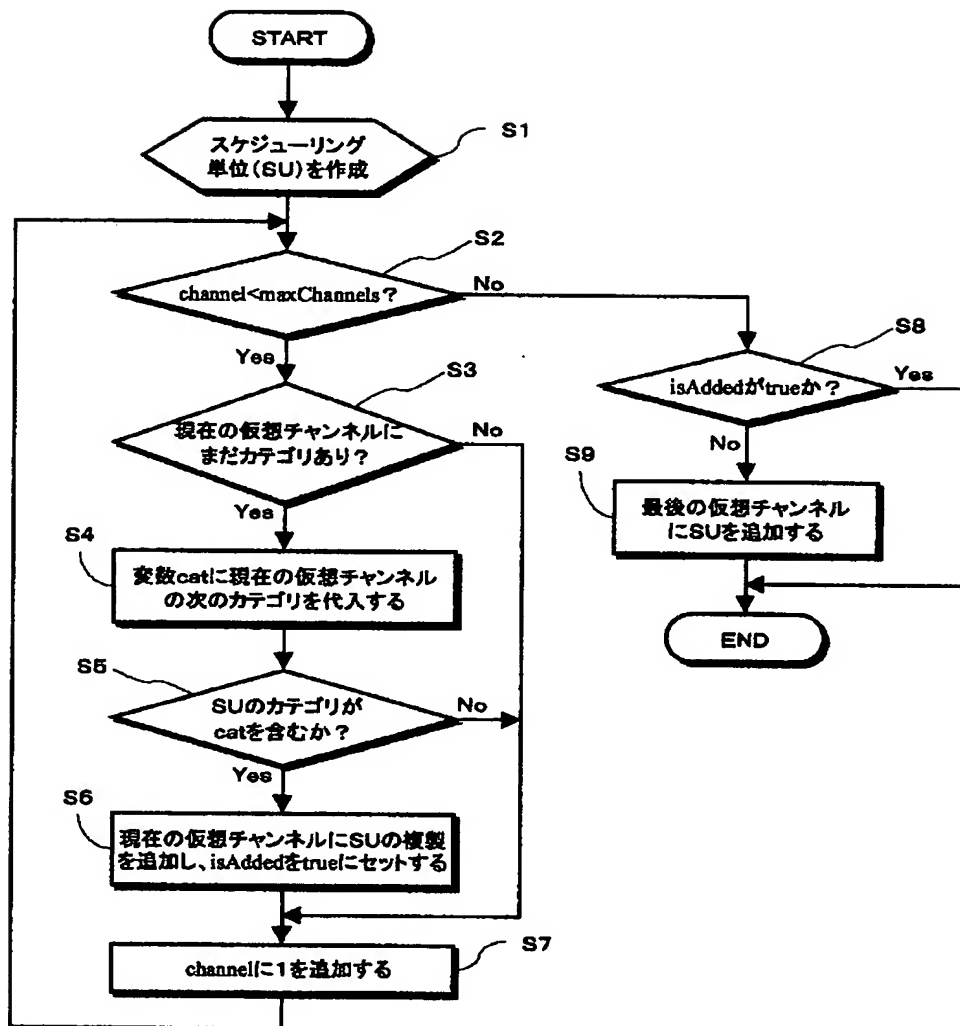 START
S1
スケジューリング
単位(SU)を作成
S2
channel<maxChannels?
No
Yes
S3
現在の仮想チャンネルに
まだカテゴリあり?
No
Yes
S4
変数catに現在の仮想チャンネル
の次のカテゴリを代入する
S5
SUのカテゴリが
catを含むか?
No
Yes
S6
現在の仮想チャンネルにSUの複製
を追加し、isAddedをtrueにセットする
S7
channelに1を追加する
S8
isAddedがtrueか?
Yes
No
S9
最後の仮想チャンネル
にSUを追加する
END